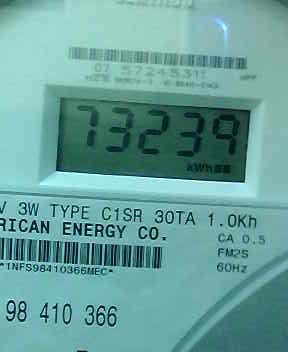 07 57245311
73239
kWh
V 3W TYPE C1SR 30TA 1.0Kh
RICAN ENERGY CO.
CA 0.5
FM2S
*1NFS98410366MEC*
60Hz
98 410 366